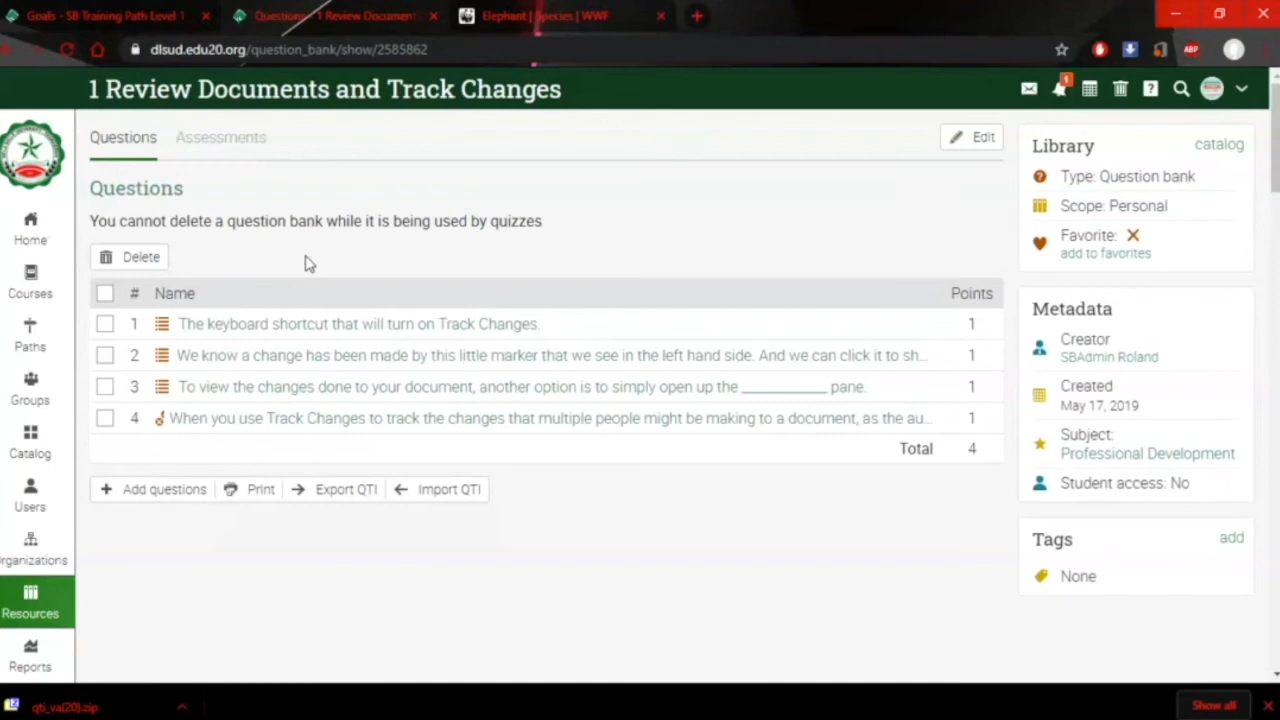 Goals - SB Training Path Level 1
Questions - 1 Review Document
Elephant | Species | WWF
dlsud.edu20.org/question_bank/show/2585862
ABP
1 Review Documents and Track Changes
1
Questions
Assessments
Edit
Questions
You cannot delete a question bank while it is being used by quizzes
Delete
# Name Points
1 The keyboard shortcut that will turn on Track Changes. 1
2 We know a change has been made by this little marker that we see in the left hand side. And we can click it to sh... 1
3 To view the changes done to your document, another option is to simply open up the ____________ pane. 1
4 When you use Track Changes to track the changes that multiple people might be making to a document, as the au... 1
Total 4
Add questions Print Export QTI Import QTI
Home
Courses
Paths
Groups
Catalog
Users
rganizations
Resources
Reports
Library catalog
Type: Question bank
Scope: Personal
Favorite:
add to favorites
Metadata
Creator
SBAdmin Roland
Created
May 17, 2019
Subject:
Professional Development
Student access: No
Tags add
None
qti_va(20).zip
Show all